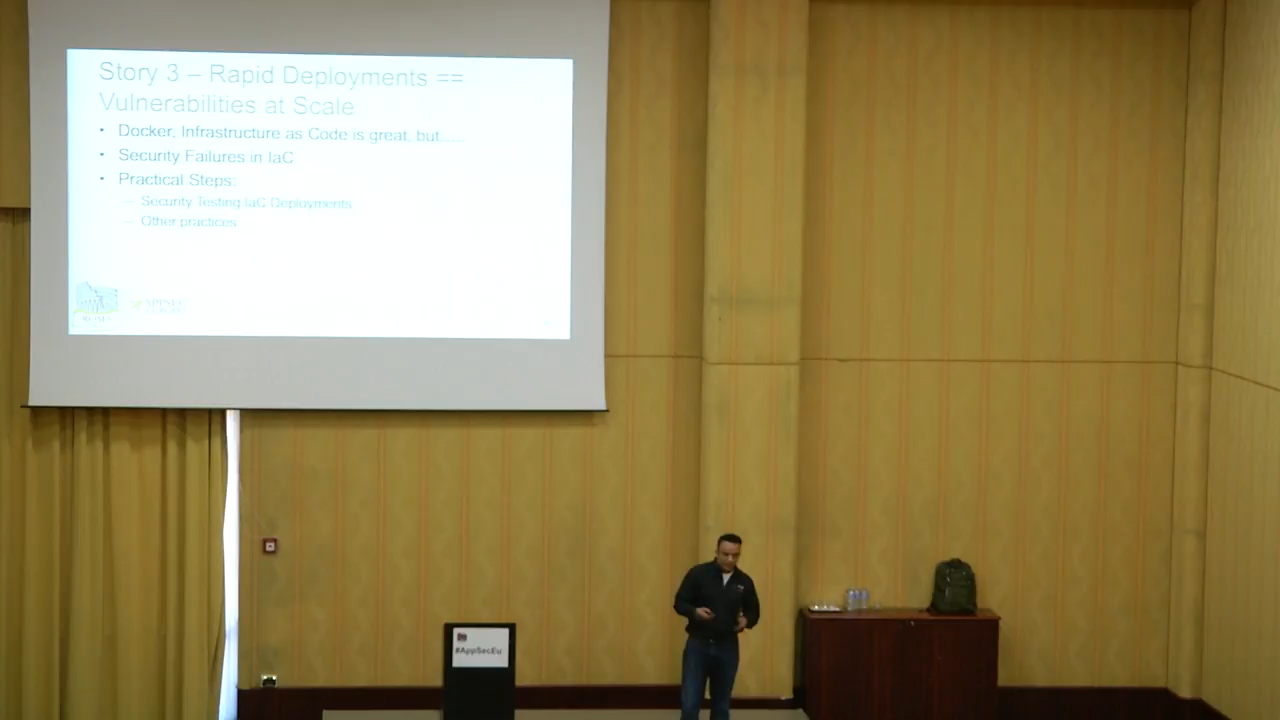 Story 3 – Rapid Deployments ==
Vulnerabilities at Scale
• Docker, Infrastructure as Code is great, but.....
• Security Failures in IaC
• Practical Steps:
– Security Testing IaC Deployments
– Other practices
#AppSecEu